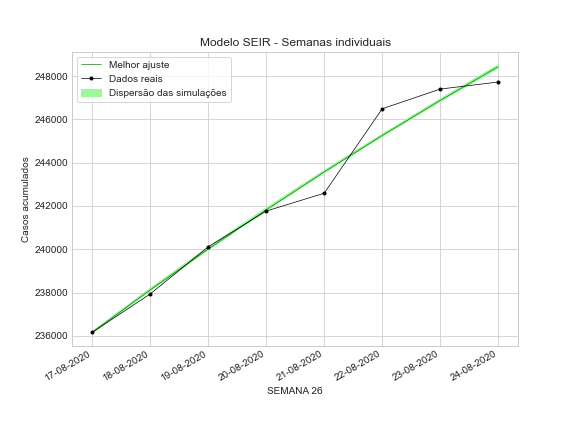 Modelo SEIR - Semanas individuais
Melhor ajuste
Dados reais
Dispersão das simulações
Casos acumulados
248000
246000
244000
242000
240000
238000
236000
17-08-2020
18-08-2020
19-08-2020
20-08-2020
21-08-2020
22-08-2020
23-08-2020
24-08-2020
SEMANA 26